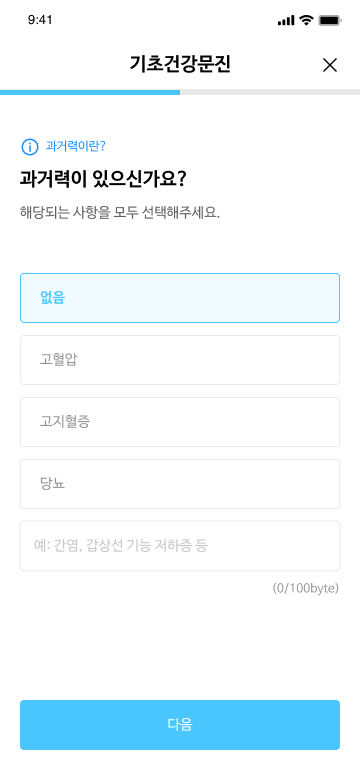 9:41
기초건강문진
과거력이란?
과거력이 있으신가요?
해당되는 사항을 모두 선택해주세요.
없음
고혈압
고지혈증
당뇨
예: 간염, 갑상선 기능 저하증 등
(0/100byte)
다음